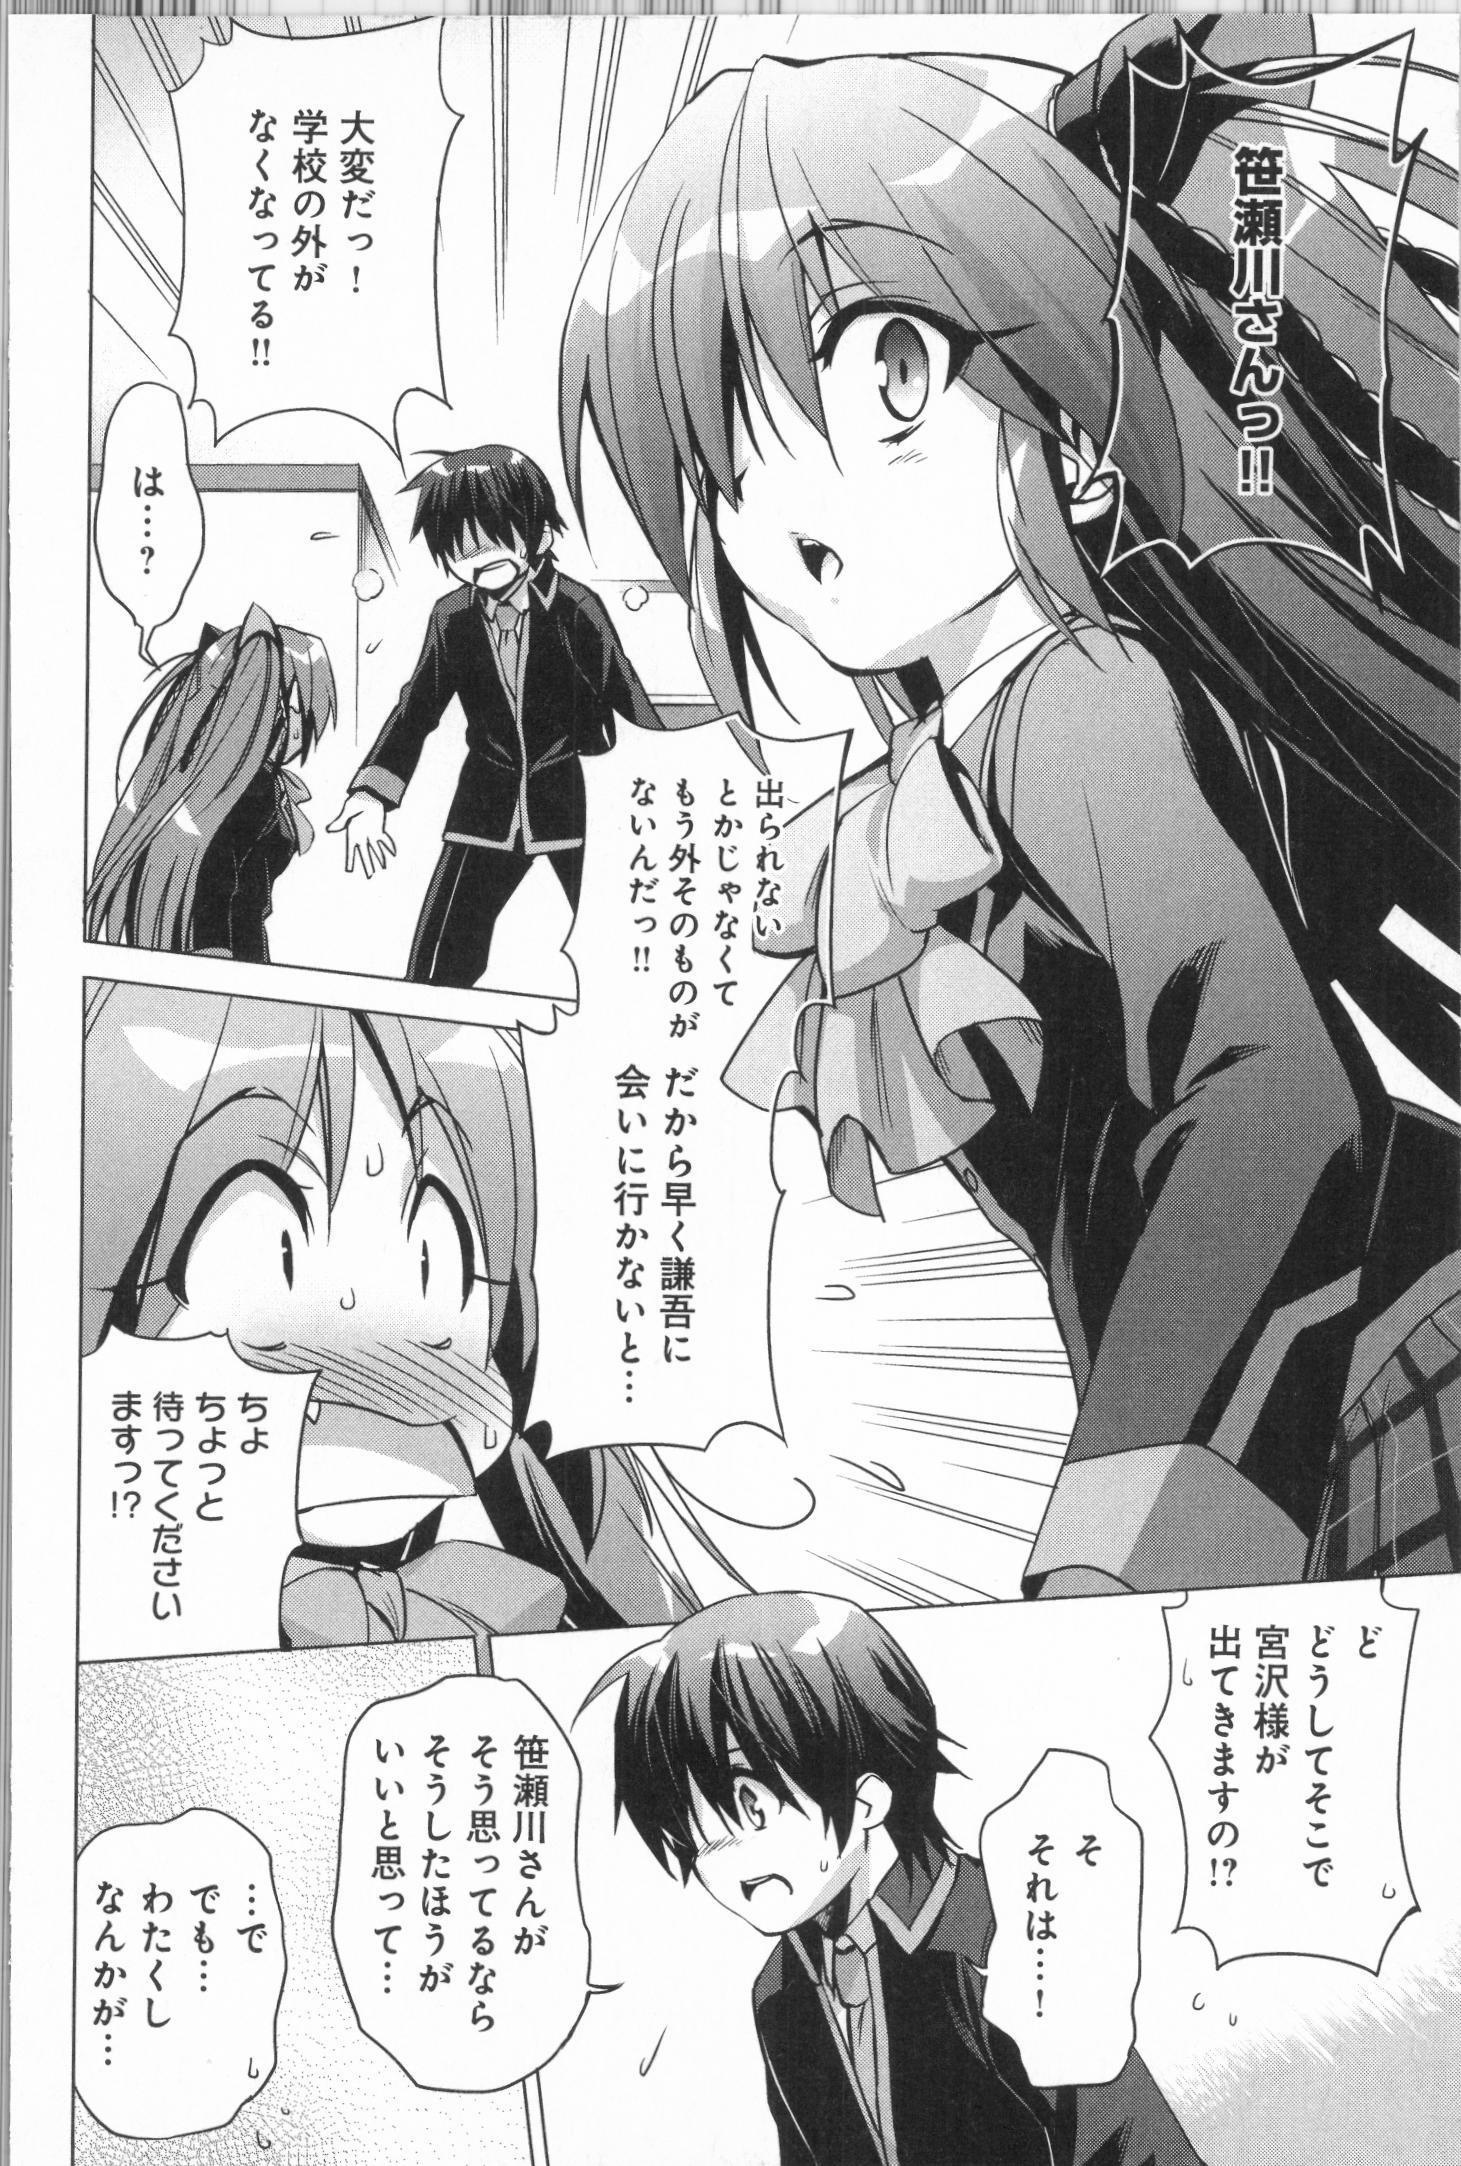 笹瀬川さんっ!!
大変だっ!
学校の外が
なくなってる!!
は…?
出られない
とかじゃなくて
もう外そのものが
ないんだっ!!
だから早く謙吾に
会いに行かないと…
ちょ
ちょっと
待ってください
ますっ!?
ど
どうしてそこで
宮沢様が
出てきますの!?
そ
それは…!
笹瀬川さんが
そう思ってるなら
そうしたほうが
いいと思って…
…で
でも…
わたくし
なんかが…